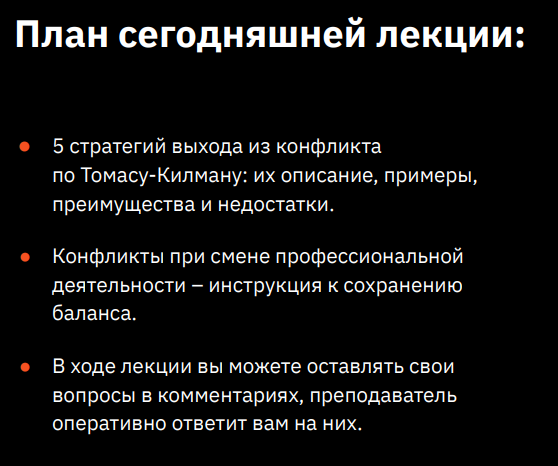 План сегодняшней лекции:
5 стратегий выхода из конфликта
по Томасу-Килману: их описание, примеры,
преимущества и недостатки.
Конфликты при смене профессиональной
деятельности – инструкция к сохранению
баланса.
В ходе лекции вы можете оставлять свои
вопросы в комментариях, преподаватель
оперативно ответит вам на них.